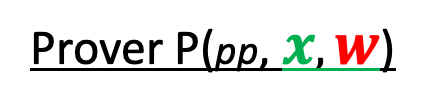 Prover P(pp, x, w)